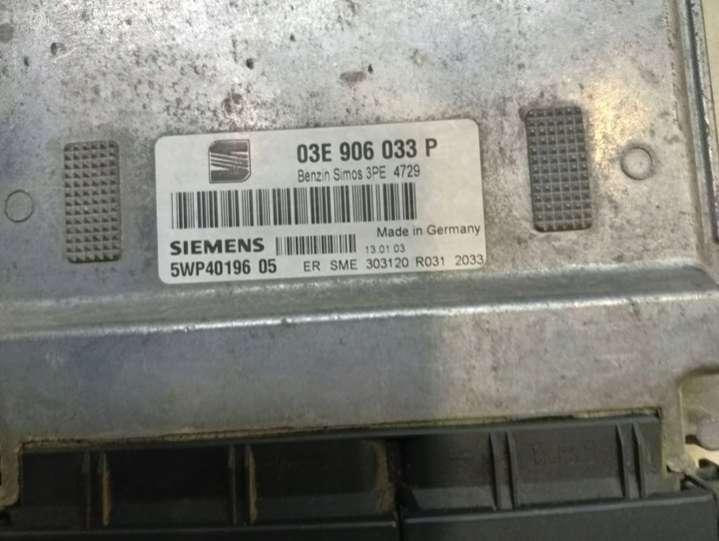 03E 906 033 P
Benzin Simos 3PE 4729
Made in Germany
SIEMENS
13.01.03
5WP40196 05 ER SME 303120 R031 2033